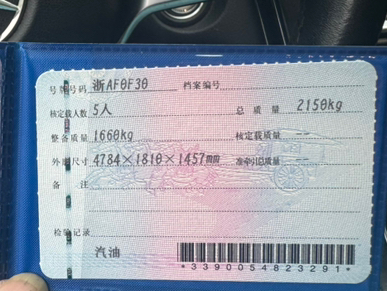 号牌号码 浙AF0F30 档案编号
核定载人数 5人 总质量 2150kg
整备质量 1660kg 核定载质量 --
外廓尺寸 4784×1810×1457mm 准牵引总质量 --
备注
检验记录
汽油
*3390054823291*